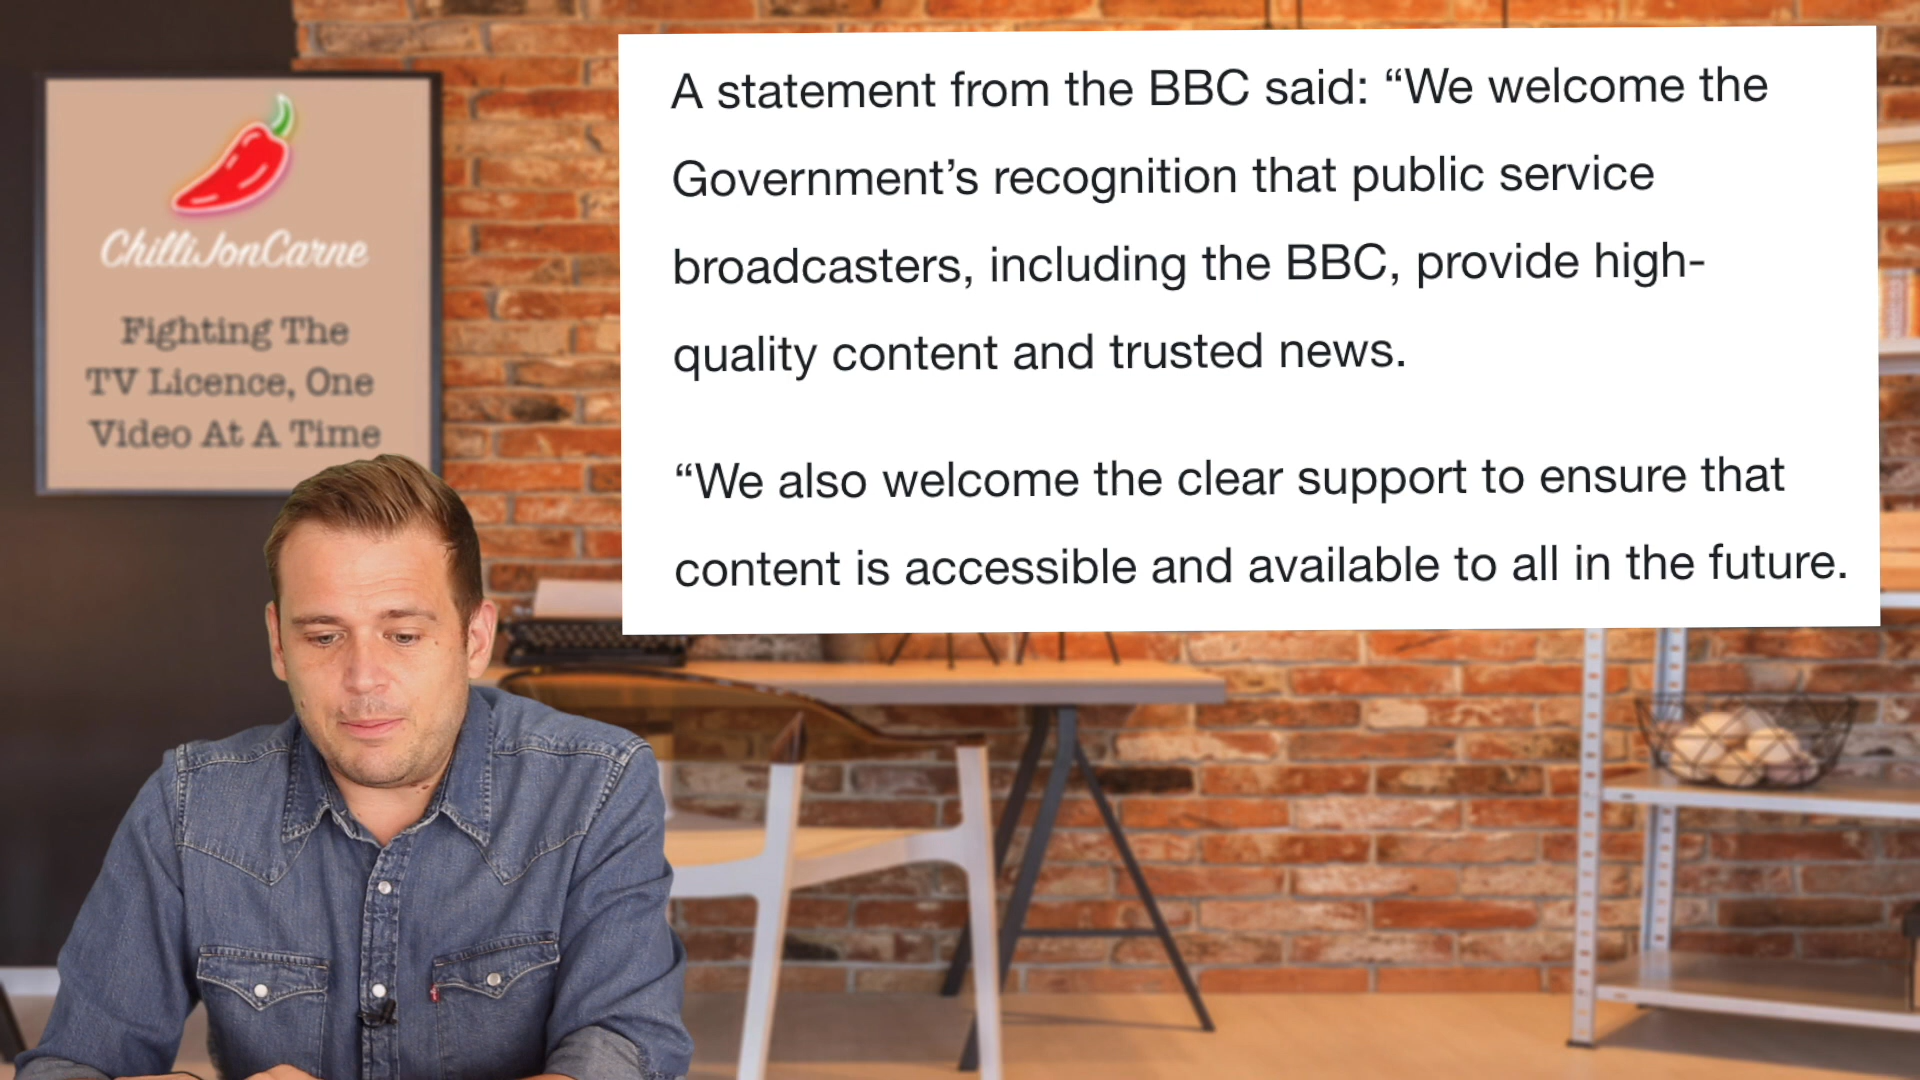 ChilliJonCarne
Fighting The
TV Licence, One
Video At A Time
A statement from the BBC said: “We welcome the
Government’s recognition that public service
broadcasters, including the BBC, provide high-
quality content and trusted news.
“We also welcome the clear support to ensure that
content is accessible and available to all in the future.